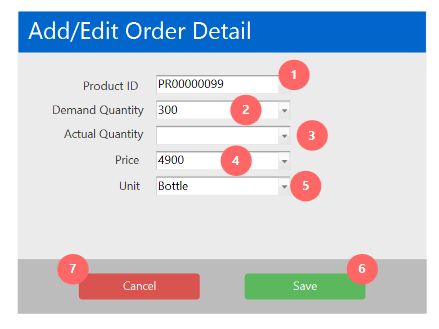 Add/Edit Order Detail
Product ID PR00000099 1
Demand Quantity 300 2
Actual Quantity 3
Price 4900 4
Unit Bottle 5
7 6
Cancel Save